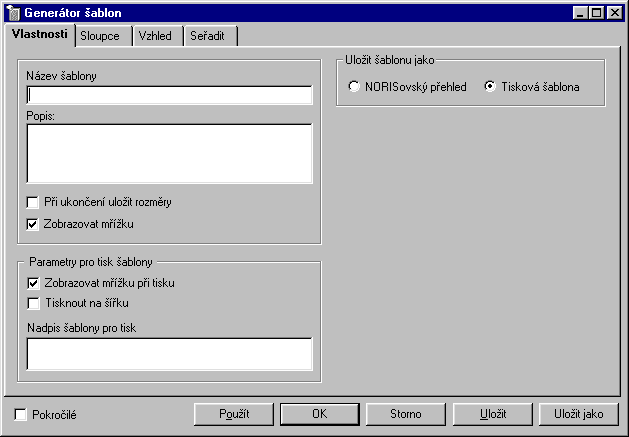 Generátor šablon
Vlastnosti Sloupce Vzhled Seřadit
Název šablony
Popis:
Při ukončení uložit rozměry
Zobrazovat mřížku
Uložit šablonu jako
NORISovský přehled Tisková šablona
Parametry pro tisk šablony
Zobrazovat mřížku při tisku
Tisknout na šířku
Nadpis šablony pro tisk
Pokročilé Použít OK Storno Uložit Uložit jako